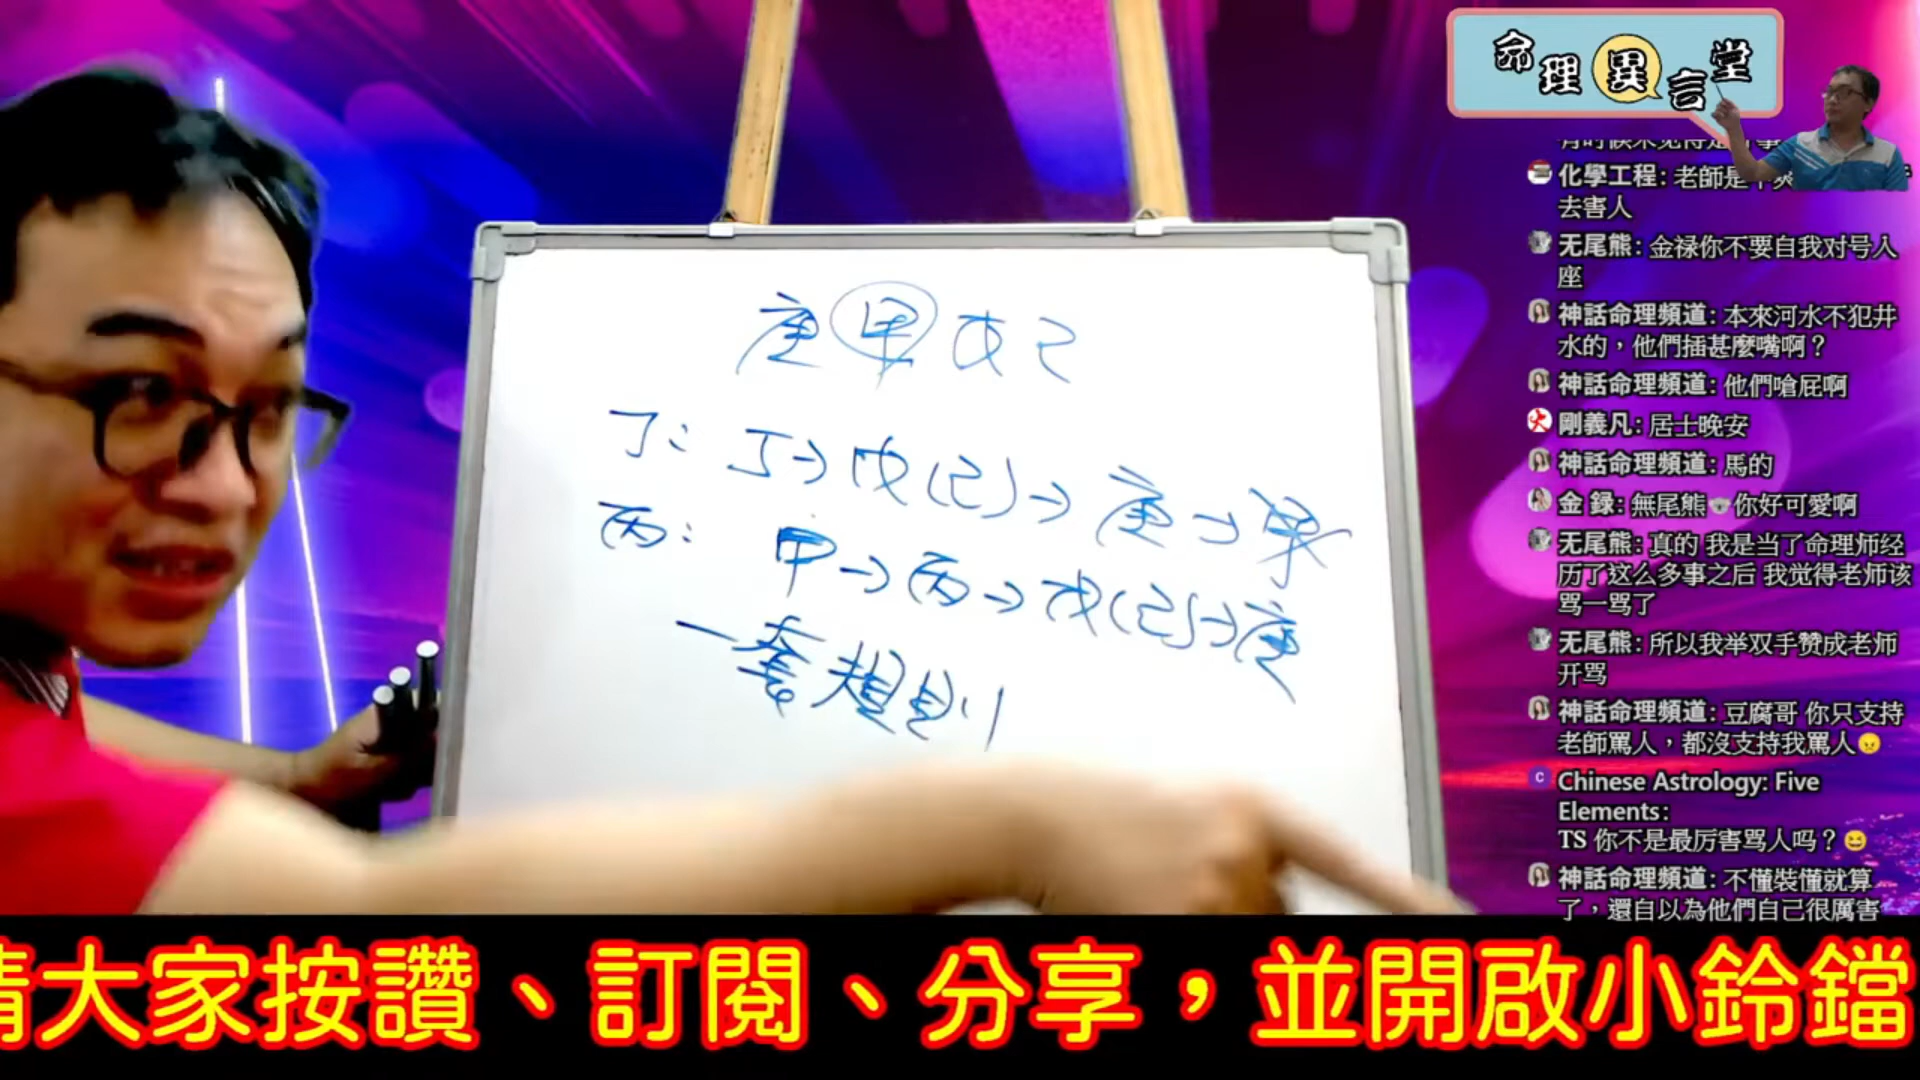 命理異言堂
化學工程: 老師是
去害人
无尾熊: 金禄你不要自我对号入
座
神話命理頻道: 本來河水不犯井
水的，他們插甚麼嘴啊？
神話命理頻道: 他們嗆屁啊
剛義凡: 居士晚安
神話命理頻道: 馬的
金 録: 無尾熊🐨你好可愛啊
无尾熊: 真的 我是当了命理师经
历了这么多事之后 我觉得老师该
骂一骂了
无尾熊: 所以我举双手赞成老师
开骂
神話命理頻道: 豆腐哥 你只支持
老師罵人，都沒支持我罵人😠
Chinese Astrology: Five
Elements:
TS 你不是最厉害骂人吗？😆
神話命理頻道: 不懂裝懂就算
了，還自以為他們自己很厲害
庚甲戊己
丁: 丁→戊(己)→庚→
丙: 甲→丙→戊(己)→庚
一套規則
請大家按讚、訂閱、分享，並開啟小鈴鐺